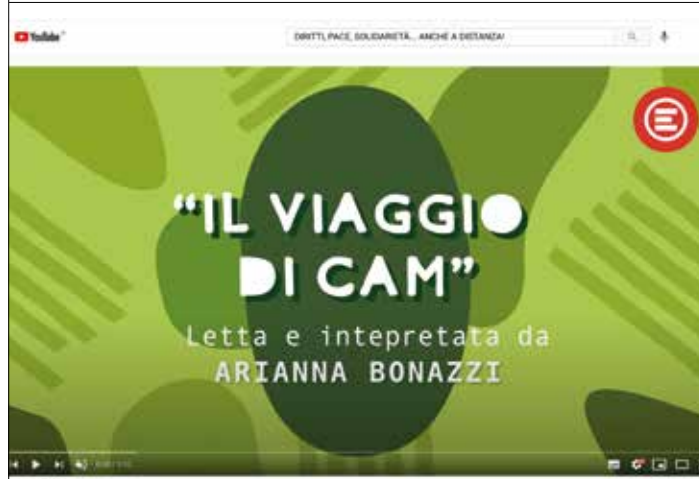 YouTube
DIRITTI, PACE, SOLIDARIETÀ... ANCHE A DISTANZA!
"IL VIAGGIO
DI CAM"
Letta e intepretata da
ARIANNA BONAZZI